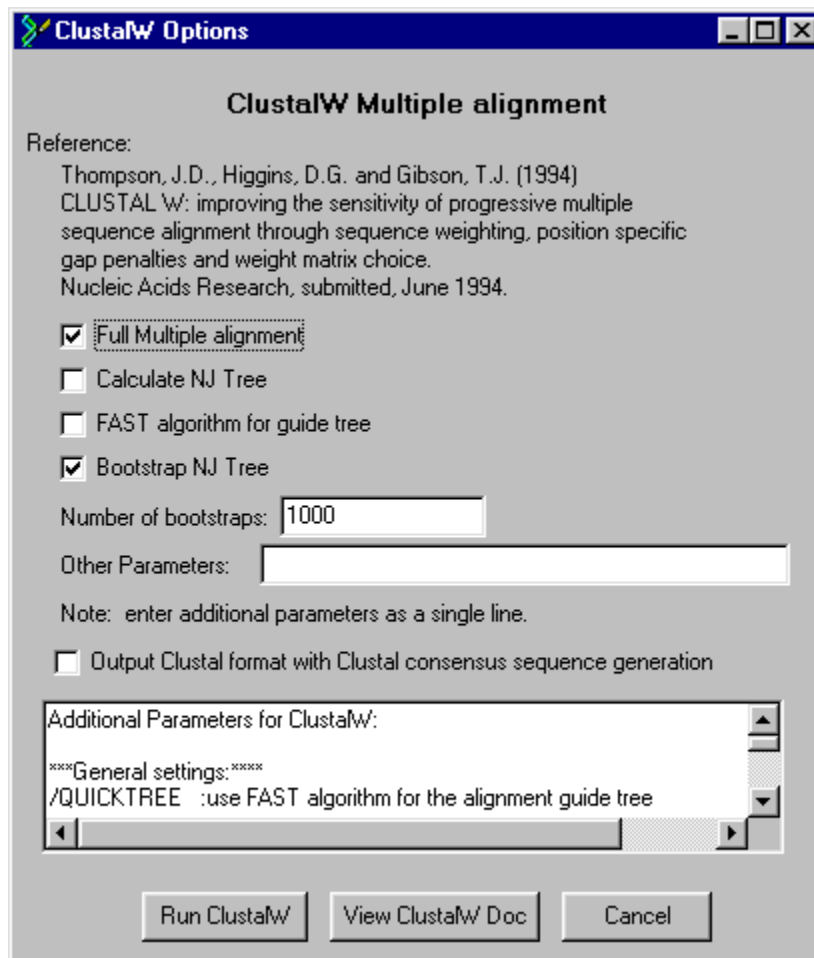 ClustalW Options
ClustalW Multiple alignment
Reference:
Thompson, J.D., Higgins, D.G. and Gibson, T.J. (1994)
CLUSTAL W: improving the sensitivity of progressive multiple
sequence alignment through sequence weighting, position specific
gap penalties and weight matrix choice.
Nucleic Acids Research, submitted, June 1994.
Full Multiple alignment
Calculate NJ Tree
FAST algorithm for guide tree
Bootstrap NJ Tree
Number of bootstraps: 1000
Other Parameters:
Note: enter additional parameters as a single line.
Output Clustal format with Clustal consensus sequence generation
Additional Parameters for ClustalW:
***General settings:****
/QUICKTREE :use FAST algorithm for the alignment guide tree
Run ClustalW View ClustalW Doc Cancel